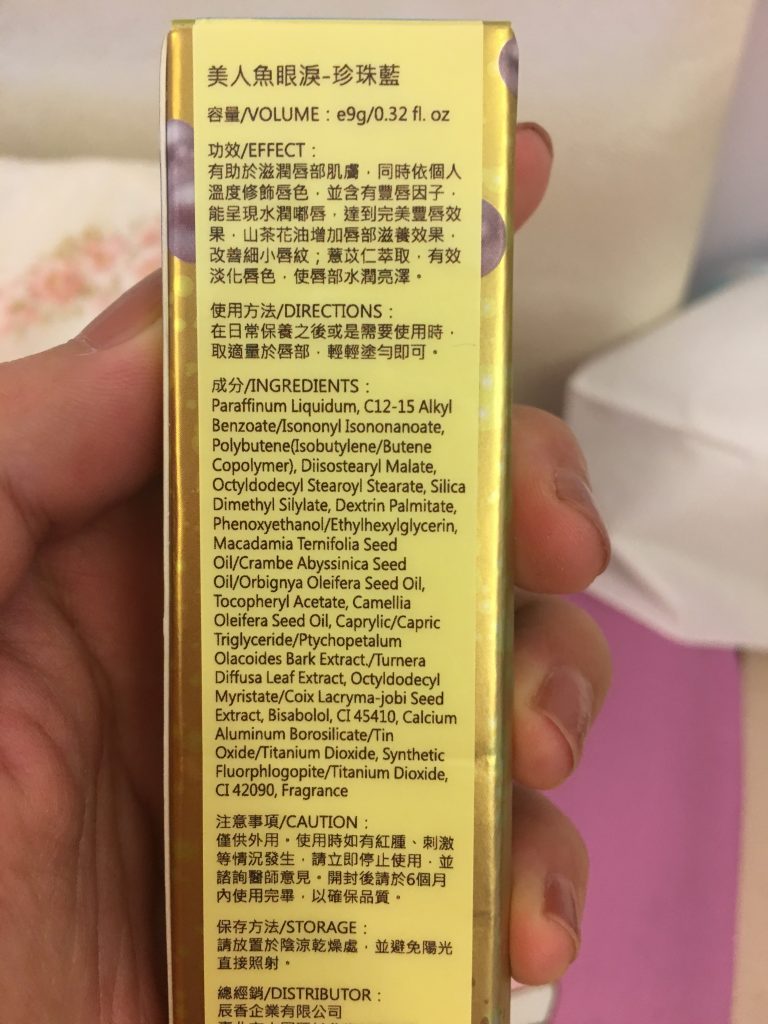 美人魚眼淚-珍珠藍
容量/VOLUME：e9g/0.32 fl. oz
功效/EFFECT：
有助於滋潤唇部肌膚，同時依個人
溫度修飾唇色，並含有豐唇因子，
能呈現水潤嘟唇，達到完美豐唇效
果，山茶花油增加唇部滋養效果，
改善細小唇紋；薏苡仁萃取，有效
淡化唇色，使唇部水潤亮澤。
使用方法/DIRECTIONS：
在日常保養之後或是需要使用時，
取適量於唇部，輕輕塗勻即可。
成分/INGREDIENTS：
Paraffinum Liquidum, C12-15 Alkyl
Benzoate/Isononyl Isononanoate,
Polybutene(Isobutylene/Butene
Copolymer), Diisostearyl Malate,
Octyldodecyl Stearoyl Stearate, Silica
Dimethyl Silylate, Dextrin Palmitate,
Phenoxyethanol/Ethylhexylglycerin,
Macadamia Ternifolia Seed
Oil/Crambe Abyssinica Seed
Oil/Orbignya Oleifera Seed Oil,
Tocopheryl Acetate, Camellia
Oleifera Seed Oil, Caprylic/Capric
Triglyceride/Ptychopetalum
Olacoides Bark Extract./Turnera
Diffusa Leaf Extract, Octyldodecyl
Myristate/Coix Lacryma-jobi Seed
Extract, Bisabolol, CI 45410, Calcium
Aluminum Borosilicate/Tin
Oxide/Titanium Dioxide, Synthetic
Fluorphlogopite/Titanium Dioxide,
CI 42090, Fragrance
注意事項/CAUTION：
僅供外用。使用時如有紅腫、刺激
等情況發生，請立即停止使用，並
諮詢醫師意見。開封後請於6個月
內使用完畢，以確保品質。
保存方法/STORAGE：
請放置於陰涼乾燥處，並避免陽光
直接照射。
總經銷/DISTRIBUTOR：
辰香企業有限公司